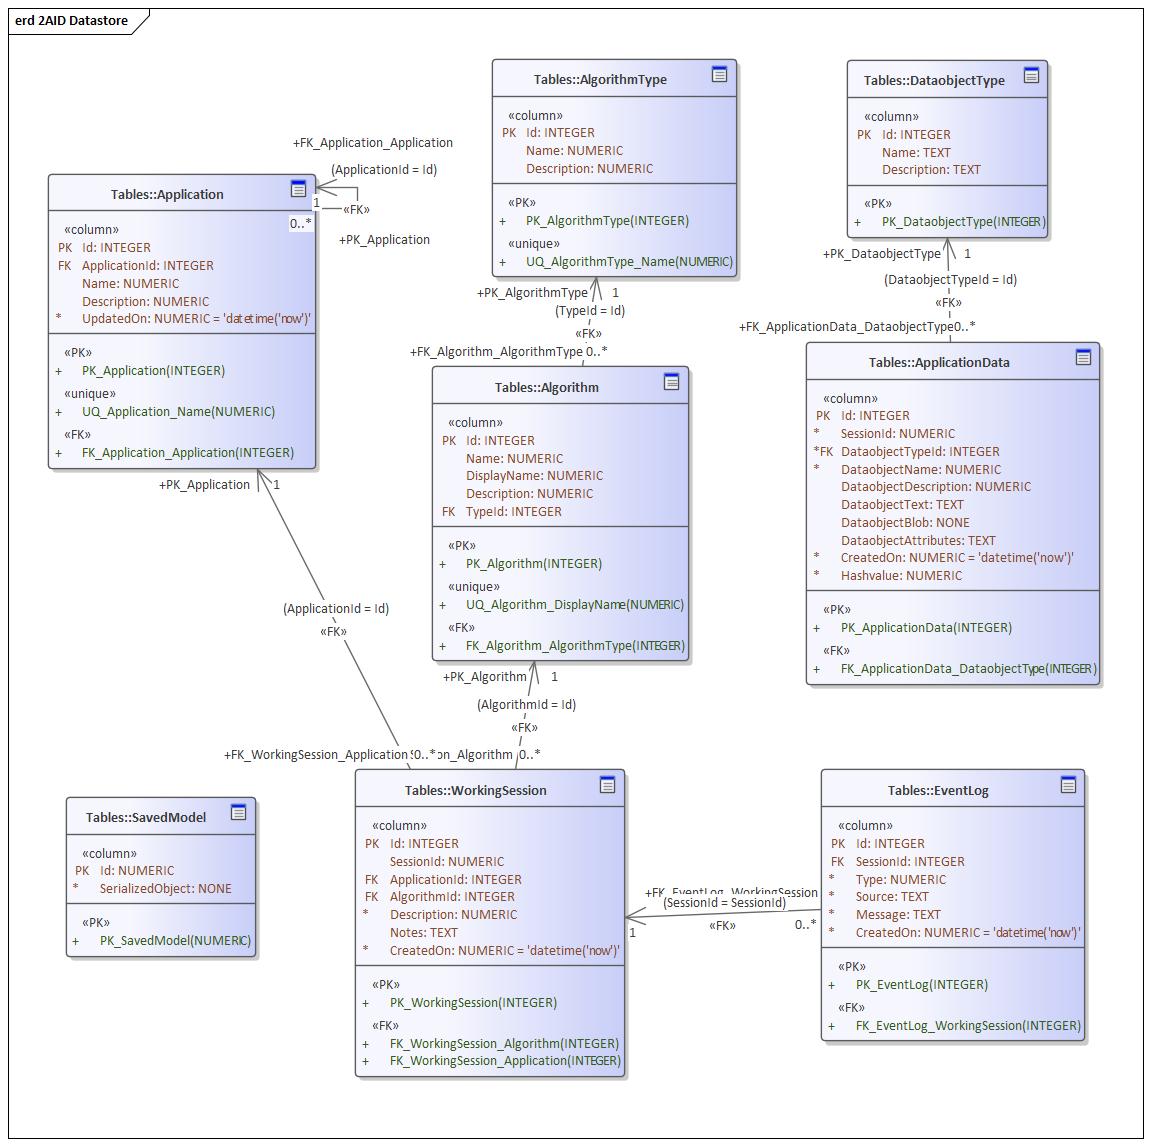 erd 2AID Datastore
Tables::AlgorithmType
«column»
PK Id: INTEGER
Name: NUMERIC
Description: NUMERIC
«PK»
+ PK_AlgorithmType(INTEGER)
«unique»
+ UQ_AlgorithmType_Name(NUMERIC)
Tables::DataobjectType
«column»
PK Id: INTEGER
Name: TEXT
Description: TEXT
«PK»
+ PK_DataobjectType(INTEGER)
+FK_Application_Application
(ApplicationId = Id)
1
«FK»
0..*
+PK_Application
Tables::Application
«column»
PK Id: INTEGER
FK ApplicationId: INTEGER
Name: NUMERIC
Description: NUMERIC
* UpdatedOn: NUMERIC = 'datetime('now')'
«PK»
+ PK_Application(INTEGER)
«unique»
+ UQ_Application_Name(NUMERIC)
«FK»
+ FK_Application_Application(INTEGER)
+PK_AlgorithmType 1
(TypeId = Id)
«FK»
+FK_Algorithm_AlgorithmType 0..*
+PK_DataobjectType 1
(DataobjectTypeId = Id)
«FK»
+FK_ApplicationData_DataobjectType0..*
Tables::Algorithm
«column»
PK Id: INTEGER
Name: NUMERIC
DisplayName: NUMERIC
Description: NUMERIC
FK TypeId: INTEGER
«PK»
+ PK_Algorithm(INTEGER)
«unique»
+ UQ_Algorithm_DisplayName(NUMERIC)
«FK»
+ FK_Algorithm_AlgorithmType(INTEGER)
Tables::ApplicationData
«column»
PK Id: INTEGER
* SessionId: NUMERIC
*FK DataobjectTypeId: INTEGER
* DataobjectName: NUMERIC
DataobjectDescription: NUMERIC
DataobjectText: TEXT
DataobjectBlob: NONE
DataobjectAttributes: TEXT
* CreatedOn: NUMERIC = 'datetime('now')'
* Hashvalue: NUMERIC
«PK»
+ PK_ApplicationData(INTEGER)
«FK»
+ FK_ApplicationData_DataobjectType(INTEGER)
+PK_Application 1
(ApplicationId = Id)
«FK»
+PK_Algorithm 1
(AlgorithmId = Id)
«FK»
+FK_WorkingSession_Application 0..* on_Algorithm 0..*
Tables::SavedModel
«column»
PK Id: NUMERIC
* SerializedObject: NONE
«PK»
+ PK_SavedModel(NUMERIC)
Tables::WorkingSession
«column»
PK Id: INTEGER
SessionId: NUMERIC
FK ApplicationId: INTEGER
FK AlgorithmId: INTEGER
* Description: NUMERIC
Notes: TEXT
* CreatedOn: NUMERIC = 'datetime('now')'
«PK»
+ PK_WorkingSession(INTEGER)
«FK»
+ FK_WorkingSession_Algorithm(INTEGER)
+ FK_WorkingSession_Application(INTEGER)
+FK_EventLog_WorkingSession
(SessionId = SessionId)
1 «FK» 0..*
Tables::EventLog
«column»
PK Id: INTEGER
FK SessionId: INTEGER
* Type: NUMERIC
* Source: TEXT
* Message: TEXT
* CreatedOn: NUMERIC = 'datetime('now')'
«PK»
+ PK_EventLog(INTEGER)
«FK»
+ FK_EventLog_WorkingSession(INTEGER)